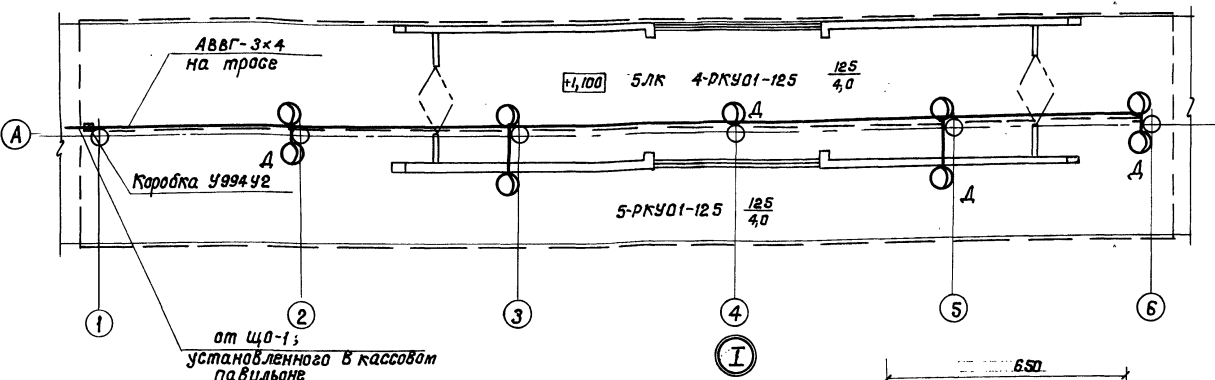 АВВГ-3×4
на тросе
+1,100 5ЛК 4-РКУ01-125 125/4,0
А
Д
Д
Д
Д
Коробка У994У2
5-РКУ01-125 125/4,0
1 2 3 4 5 6
I
от ЩО-1;
установленного в кассовом
павильоне
650